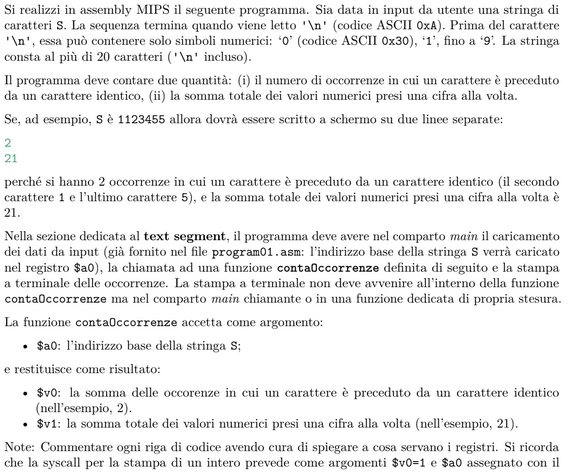 Si realizzi in assembly MIPS il seguente programma. Sia data in input da utente una stringa di
caratteri S. La sequenza termina quando viene letto '\n' (codice ASCII 0xA). Prima del carattere
'\n', essa può contenere solo simboli numerici: ‘0’ (codice ASCII 0x30), ‘1’, fino a ‘9’. La stringa
consta al più di 20 caratteri ('\n' incluso).
Il programma deve contare due quantità: (i) il numero di occorrenze in cui un carattere è preceduto
da un carattere identico, (ii) la somma totale dei valori numerici presi una cifra alla volta.
Se, ad esempio, S è 1123455 allora dovrà essere scritto a schermo su due linee separate:
2
21
perché si hanno 2 occorrenze in cui un carattere è preceduto da un carattere identico (il secondo
carattere 1 e l'ultimo carattere 5), e la somma totale dei valori numerici presi una cifra alla volta è
21.
Nella sezione dedicata al text segment, il programma deve avere nel comparto main il caricamento
dei dati da input (già fornito nel file program01.asm: l'indirizzo base della stringa S verrà caricato
nel registro $a0), la chiamata ad una funzione contaOccorrenze definita di seguito e la stampa
a terminale delle occorrenze. La stampa a terminale non deve avvenire all'interno della funzione
contaOccorrenze ma nel comparto main chiamante o in una funzione dedicata di propria stesura.
La funzione contaOccorrenze accetta come argomento:
• $a0: l'indirizzo base della stringa S;
e restituisce come risultato:
• $v0: la somma delle occorenze in cui un carattere è preceduto da un carattere identico
(nell'esempio, 2).
• $v1: la somma totale dei valori numerici presi una cifra alla volta (nell'esempio, 21).
Note: Commentare ogni riga di codice avendo cura di spiegare a cosa servano i registri. Si ricorda
che la syscall per la stampa di un intero prevede come argomenti $v0=1 e $a0 assegnato con il